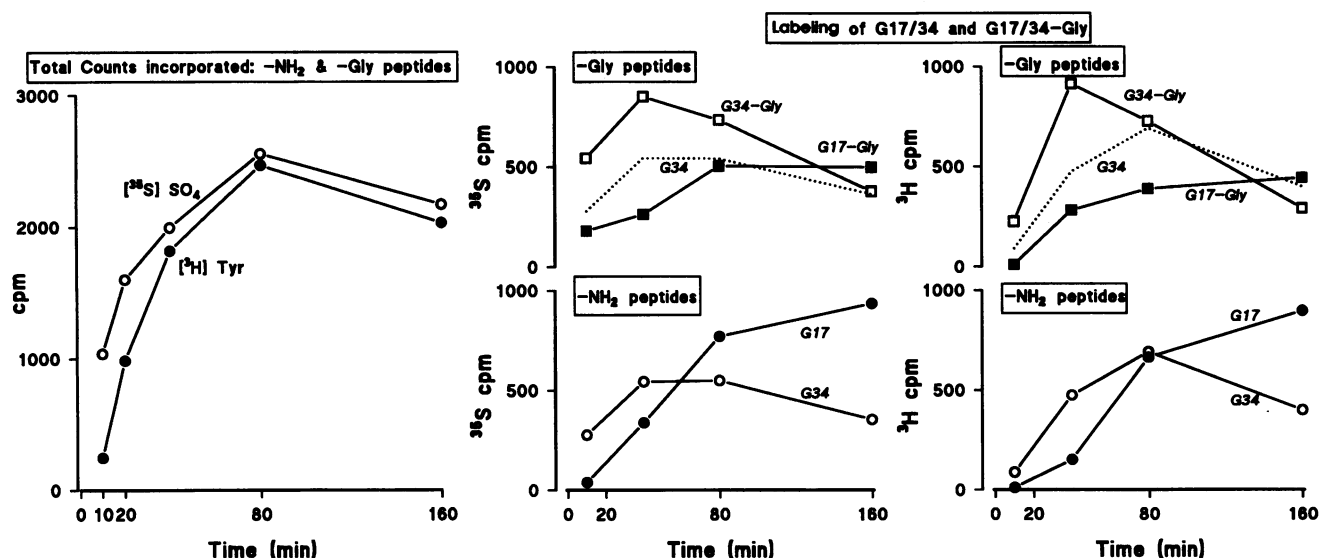 Labeling of G17/34 and G17/34-Gly
Total Counts incorporated: -NH₂ & -Gly peptides
3000
2000
1000
0
cpm
[³⁵S] SO₄
[³H] Tyr
0 10 20 80 160
Time (min)
-Gly peptides
1000
500
0
³⁵S cpm
G34-Gly
G34
G17-Gly
-NH₂ peptides
1000
500
0
³⁵S cpm
G17
G34
0 20 80 160
Time (min)
-Gly peptides
1000
500
0
³H cpm
G34-Gly
G34
G17-Gly
-NH₂ peptides
1000
500
0
³H cpm
G17
G34
0 20 80 160
Time (min)